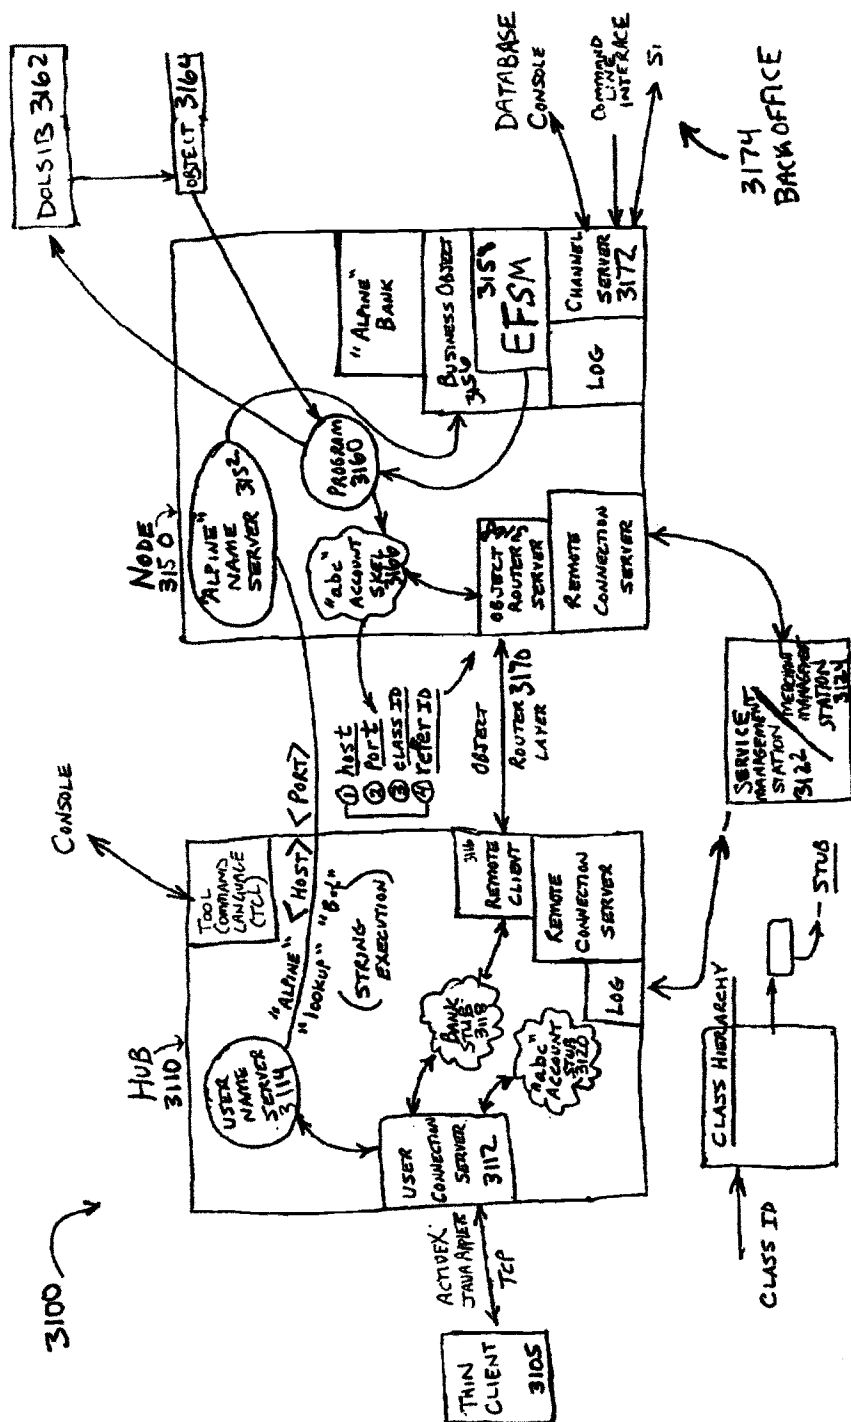 3100
THIN
CLIENT
3105
ACTIVEX
JAVA APPLET
TCP
HUB
3110
USER
NAME
SERVER
3114
USER
CONNECTION
SERVER
3112
BANK
STUB
3118
"abc"
ACCOUNT
STUB
3120
TOOL
COMMAND
LANGUAGE
(TCL)
CONSOLE
"ALPINE" <HOST> <PORT>
"LOOKUP"
(STRING
EXECUTION)
3116
REMOTE
CLIENT
REMOTE
CONNECTION
SERVER
LOG
① host
② Port
③ CLASS ID
④ refer ID
OBJECT
ROUTER 3170
LAYER
NODE
3150
"ALPINE"
NAME
SERVER 3152
PROGRAM
3160
"abc"
ACCOUNT
SKEL
3166
OBJECT
ROUTER
SERVER
REMOTE
CONNECTION
SERVER
"ALPINE"
BANK
BUSINESS OBJECT
3156
3158
EFSM
LOG
CHANNEL
SERVER
3172
DOLSIB 3162
OBJECT 3164
DATABASE
CONSOLE
COMMAND
LINE
INTERFACE
SI
3174
BACK OFFICE
SERVICE
MANAGEMENT
STATION
3122
MERCHANT
MANAGEMENT
STATION
3124
CLASS ID
CLASS HIERARCHY
STUB